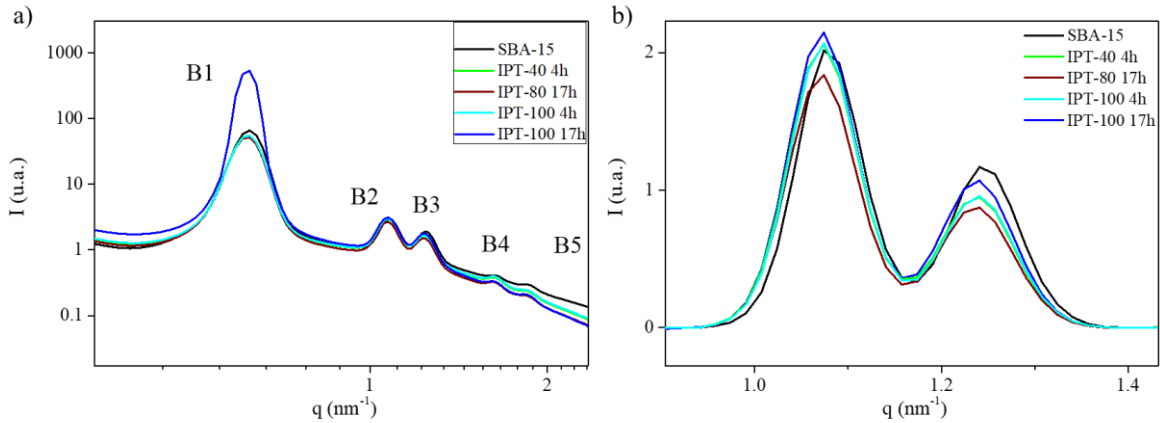 a)
1000
100
10
1
0.1
I (u.a.)
B1
B2
B3
B4
B5
SBA-15
IPT-40 4h
IPT-80 17h
IPT-100 4h
IPT-100 17h
1
2
q (nm⁻¹)
b)
2
1
0
I (u.a.)
SBA-15
IPT-40 4h
IPT-80 17h
IPT-100 4h
IPT-100 17h
1.0
1.2
1.4
q (nm⁻¹)